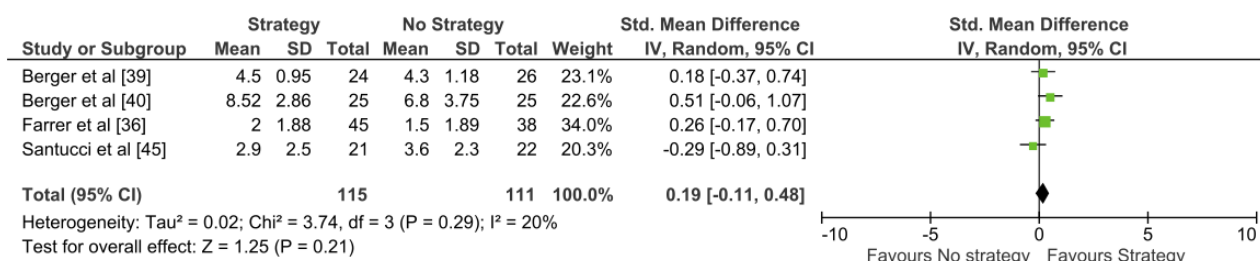 Strategy No Strategy Std. Mean Difference Std. Mean Difference
Study or Subgroup Mean SD Total Mean SD Total Weight IV, Random, 95% CI IV, Random, 95% CI
Berger et al [39] 4.5 0.95 24 4.3 1.18 26 23.1% 0.18 [-0.37, 0.74]
Berger et al [40] 8.52 2.86 25 6.8 3.75 25 22.6% 0.51 [-0.06, 1.07]
Farrer et al [36] 2 1.88 45 1.5 1.89 38 34.0% 0.26 [-0.17, 0.70]
Santucci et al [45] 2.9 2.5 21 3.6 2.3 22 20.3% -0.29 [-0.89, 0.31]
Total (95% CI) 115 111 100.0% 0.19 [-0.11, 0.48]
Heterogeneity: Tau² = 0.02; Chi² = 3.74, df = 3 (P = 0.29); I² = 20%
Test for overall effect: Z = 1.25 (P = 0.21)
-10 -5 0 5 10
Favours No strategy Favours Strategy